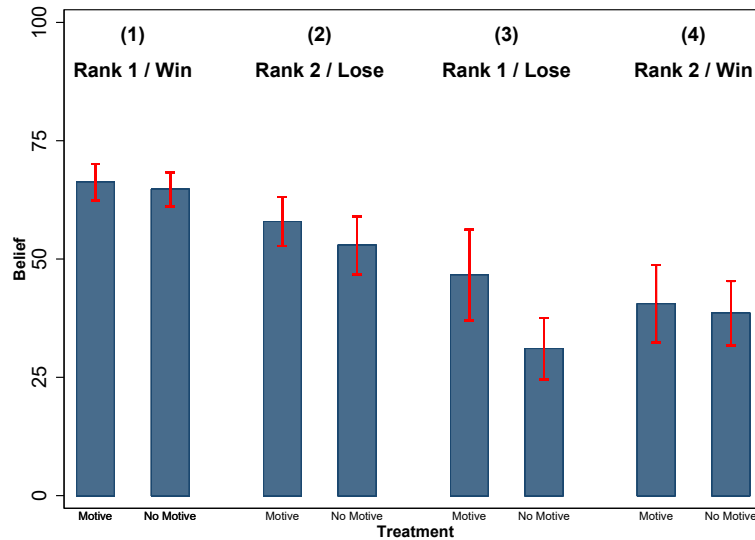 100
(1)
(2)
(3)
(4)
Rank 1 / Win
Rank 2 / Lose
Rank 1 / Lose
Rank 2 / Win
75
50
25
0
Belief
Motive
No Motive
Motive
No Motive
Motive
No Motive
Motive
No Motive
Treatment